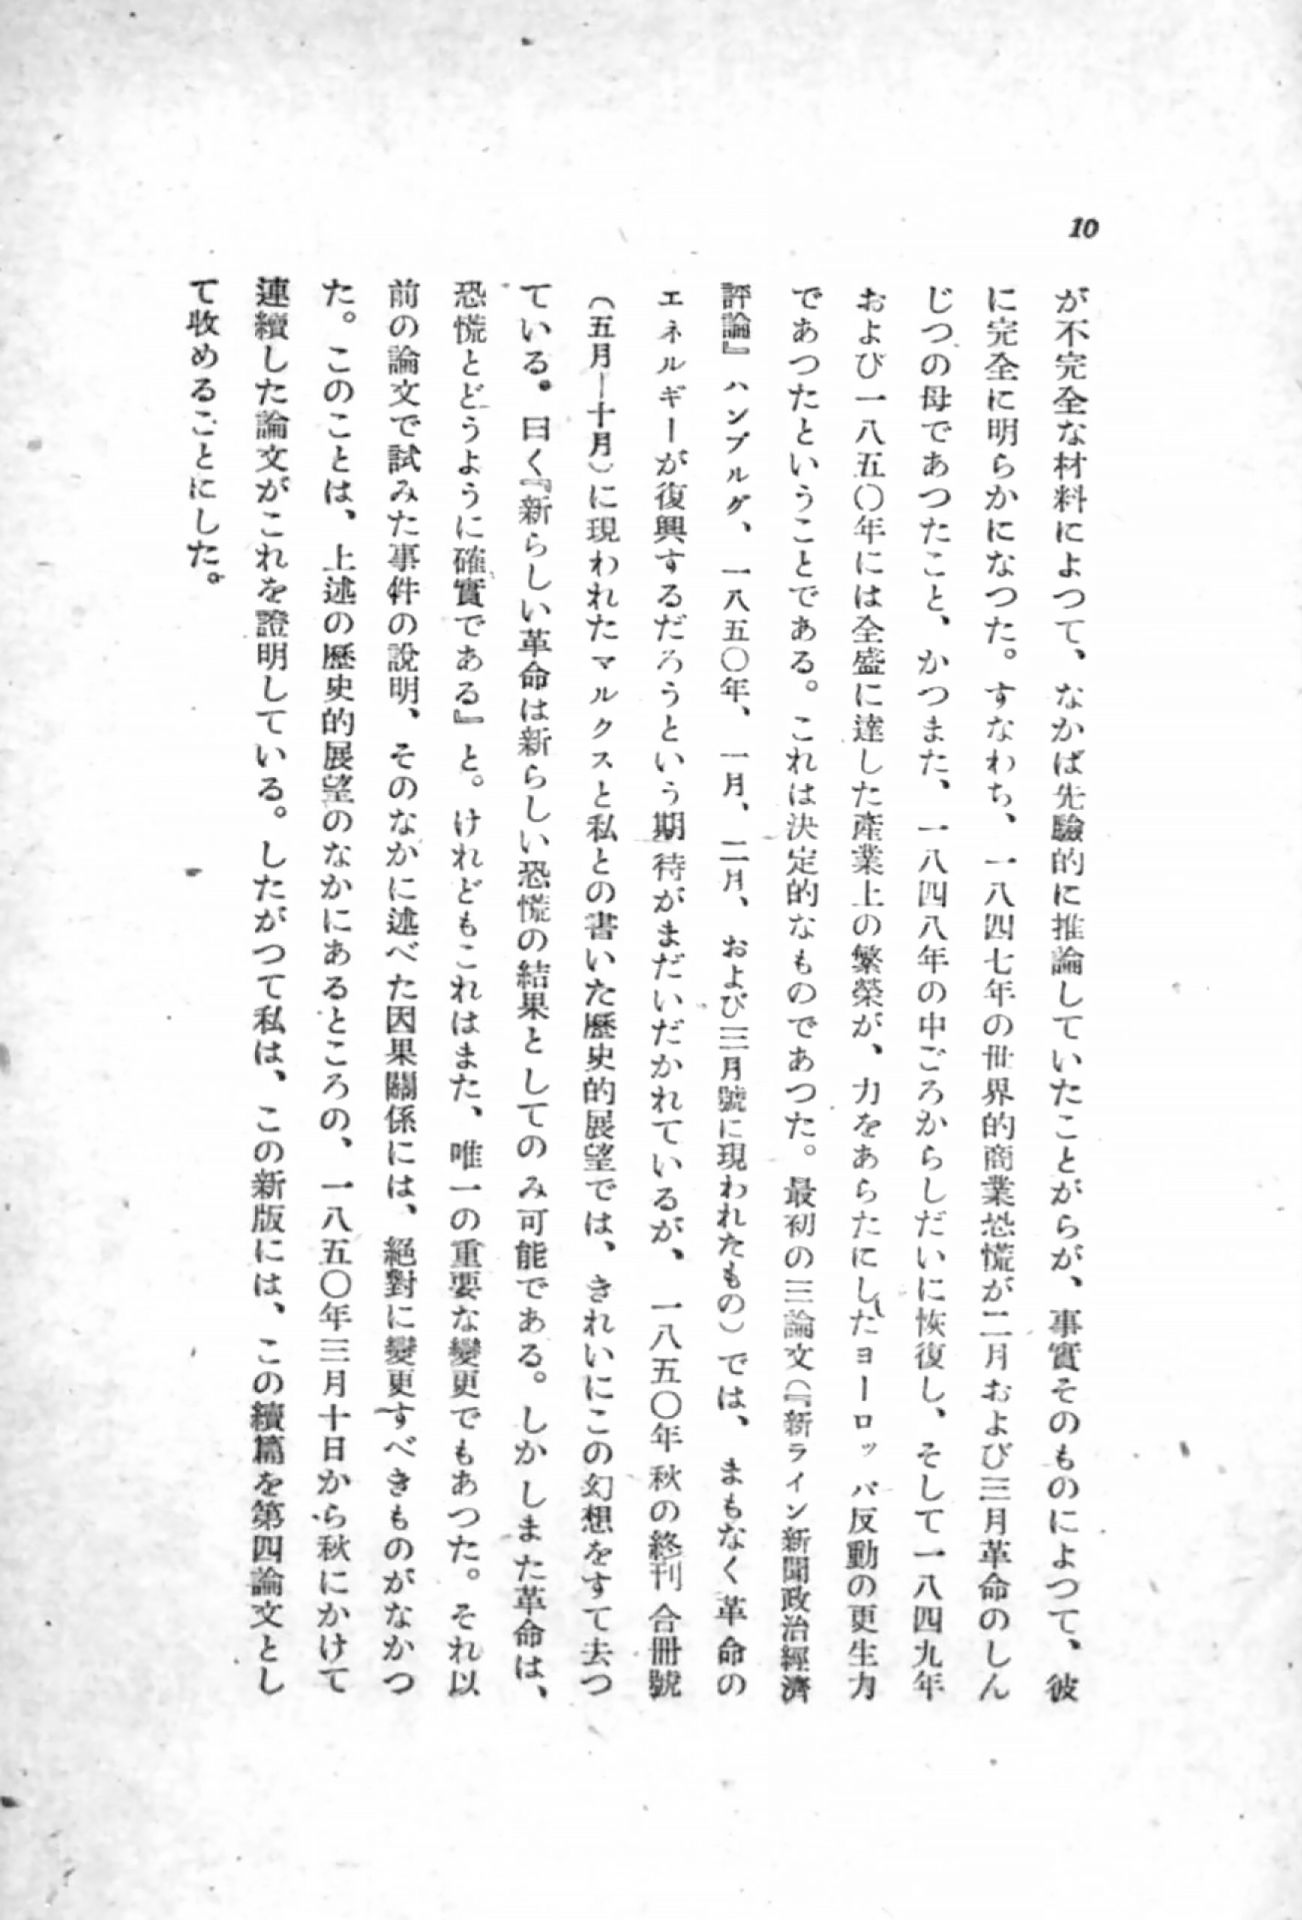 10
が不完全な材料によつて、なかば先驗的に推論していたことがらが、事實そのものによつて、彼
に完全に明らかになつた。すなわち、一八四七年の世界的商業恐慌が二月および三月革命のしん
じつの母であつたこと、かつまた、一八四八年の中ごろからしだいに恢復し、そして一八四九年
および一八五〇年には全盛に達した産業上の繁榮が、力をあらたにしたヨーロッパ反動の更生力
であつたということである。これは決定的なものであつた。最初の三論文(『新ライン新聞政治經濟
評論』ハンブルグ、一八五〇年、一月、二月、および三月號に現われたもの)では、まもなく革命の
エネルギーが復興するだろうという期待がまだいだかれているが、一八五〇年秋の終刊合冊號
(五月—十月)に現われたマルクスと私との書いた歷史的展望では、きれいにこの幻想をすて去つ
ている。曰く『新らしい革命は新らしい恐慌の結果としてのみ可能である。しかしまた革命は、
恐慌とどうように確實である』と。けれどもこれはまた、唯一の重要な變更でもあつた。それ以
前の論文で試みた事件の説明、そのなかに述べた因果關係には、絕對に變更すべきものがなかつ
た。このことは、上述の歷史的展望のなかにあるところの、一八五〇年三月十日から秋にかけて
連續した論文がこれを證明している。したがつて私は、この新版には、この續篇を第四論文とし
て收めることにした。